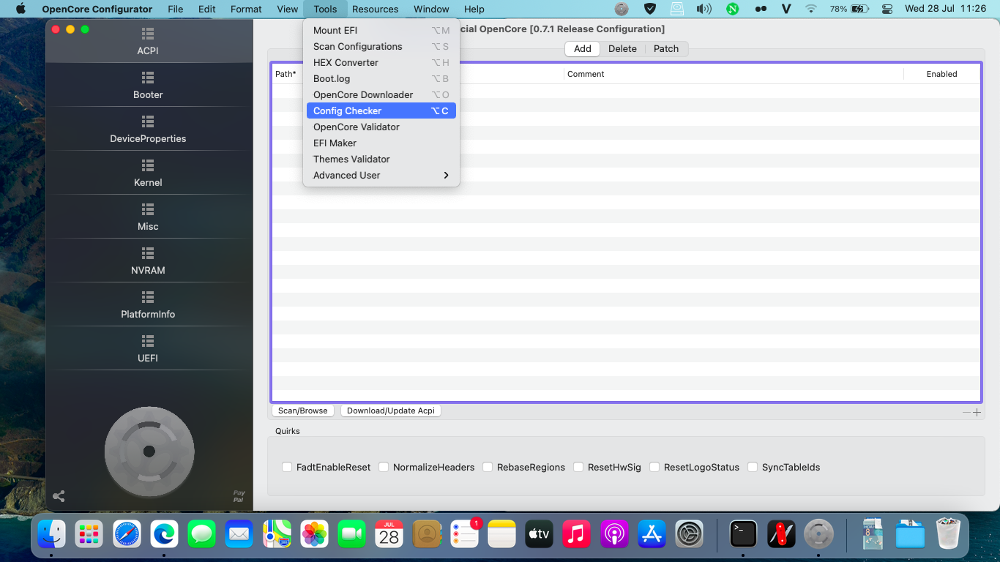 OpenCore Configurator File Edit Format View Tools Resources Window Help 78% Wed 28 Jul 11:26
cial OpenCore [0.7.1 Release Configuration]
Mount EFI ⌥ M
Scan Configurations ⌥ S
HEX Converter ⌥ H
Boot.log ⌥ B
OpenCore Downloader ⌥ O
Config Checker ⌥ C
OpenCore Validator
EFI Maker
Themes Validator
Advanced User
ACPI
Booter
DeviceProperties
Kernel
Misc
NVRAM
PlatformInfo
UEFI
Pay
Pal
Add Delete Patch
Path* Comment Enabled
Scan/Browse Download/Update Acpi
Quirks
FadtEnableReset NormalizeHeaders RebaseRegions ResetHwSig ResetLogoStatus SyncTableIds
JUL
28
1
tv